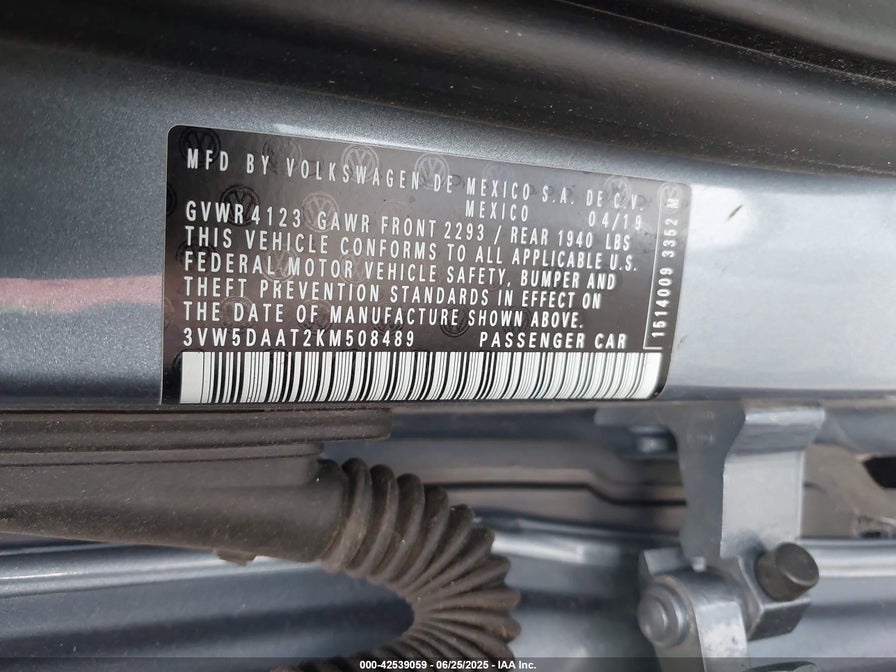 MFD BY VOLKSWAGEN DE MEXICO S.A. DE C.V.
MEXICO 04/19
GVWR 4123 GAWR FRONT 2293 / REAR 1940 LBS
THIS VEHICLE CONFORMS TO ALL APPLICABLE U.S.
FEDERAL MOTOR VEHICLE SAFETY, BUMPER AND
THEFT PREVENTION STANDARDS IN EFFECT ON
THE DATE OF MANUFACTURE SHOWN ABOVE.
3VW5DAAT2KM508489 PASSENGER CAR
1514009 3352 M
000-42539059 - 06/25/2025 - IAA Inc.